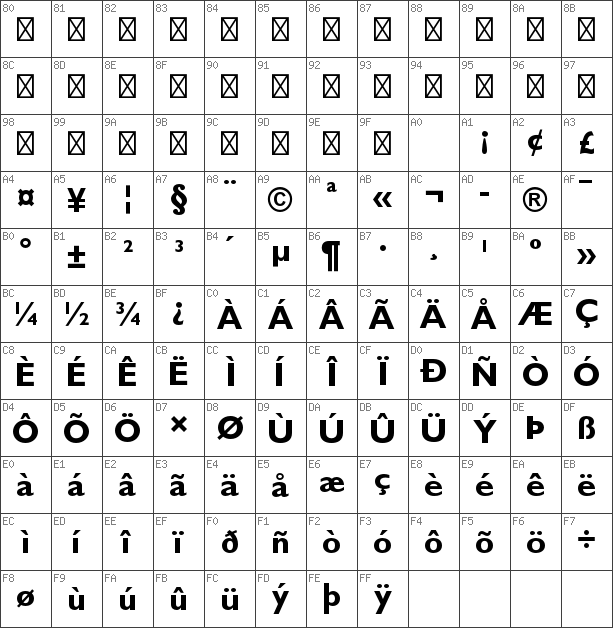 80 81 82 83 84 85 86 87 88 89 8A 8B
8C 8D 8E 8F 90 91 92 93 94 95 96 97
98 99 9A 9B 9C 9D 9E 9F A0 A1 A2 A3
¡ ¢ £
A4 A5 A6 A7 A8 A9 AA AB AC AD AE AF
¤ ¥ ¦ § ¨ © ª « ¬ - ® ¯
B0 B1 B2 B3 B4 B5 B6 B7 B8 B9 BA BB
° ± ² ³ ´ µ ¶ · ¸ ¹ º »
BC BD BE BF C0 C1 C2 C3 C4 C5 C6 C7
¼ ½ ¾ ¿ À Á Â Ã Ä Å Æ Ç
C8 C9 CA CB CC CD CE CF D0 D1 D2 D3
È É Ê Ë Ì Í Î Ï Ð Ñ Ò Ó
D4 D5 D6 D7 D8 D9 DA DB DC DD DE DF
Ô Õ Ö × Ø Ù Ú Û Ü Ý Þ ß
E0 E1 E2 E3 E4 E5 E6 E7 E8 E9 EA EB
à á â ã ä å æ ç è é ê ë
EC ED EE EF F0 F1 F2 F3 F4 F5 F6 F7
ì í î ï ð ñ ò ó ô õ ö ÷
F8 F9 FA FB FC FD FE FF
ø ù ú û ü ý þ ÿ